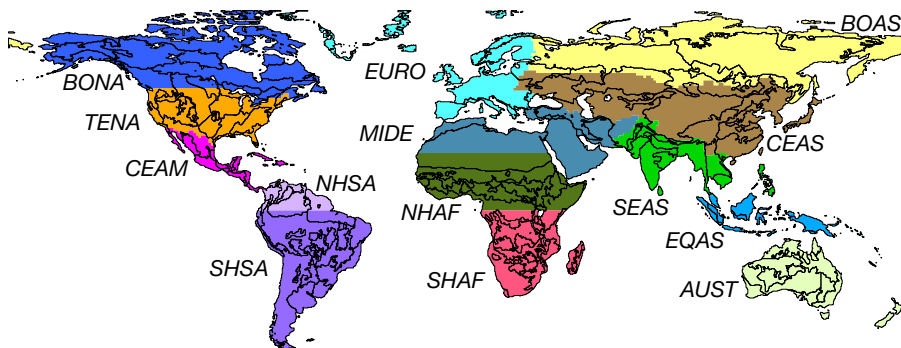 BOAS
BONA
EURO
TENA
MIDE
CEAM
CEAS
NHSA
NHAF
SEAS
EQAS
SHSA
SHAF
AUST